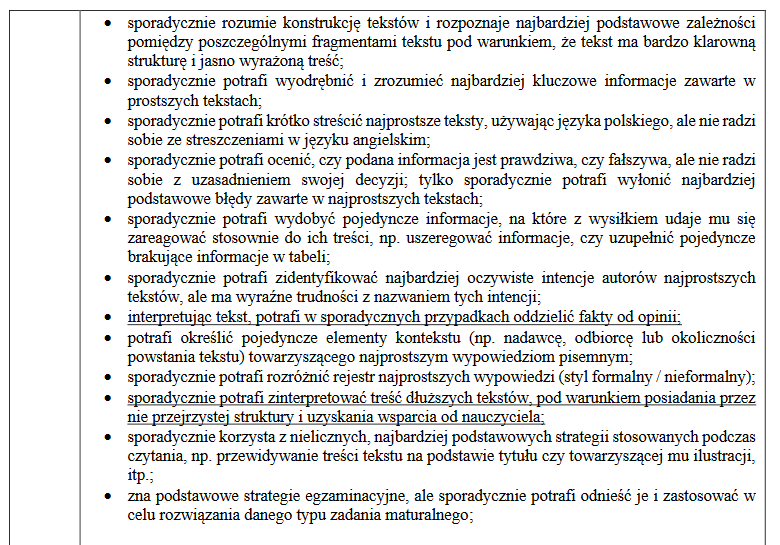 • sporadycznie rozumie konstrukcję tekstów i rozpoznaje najbardziej podstawowe zależności
pomiędzy poszczególnymi fragmentami tekstu pod warunkiem, że tekst ma bardzo klarowną
strukturę i jasno wyrażoną treść;
• sporadycznie potrafi wyodrębnić i zrozumieć najbardziej kluczowe informacje zawarte w
prostszych tekstach;
• sporadycznie potrafi krótko streścić najprostsze teksty, używając języka polskiego, ale nie radzi
sobie ze streszczeniami w języku angielskim;
• sporadycznie potrafi ocenić, czy podana informacja jest prawdziwa, czy fałszywa, ale nie radzi
sobie z uzasadnieniem swojej decyzji; tylko sporadycznie potrafi wyłonić najbardziej
podstawowe błędy zawarte w najprostszych tekstach;
• sporadycznie potrafi wydobyć pojedyncze informacje, na które z wysiłkiem udaje mu się
zareagować stosownie do ich treści, np. uszeregować informacje, czy uzupełnić pojedyncze
brakujące informacje w tabeli;
• sporadycznie potrafi zidentyfikować najbardziej oczywiste intencje autorów najprostszych
tekstów, ale ma wyraźne trudności z nazwaniem tych intencji;
• interpretując tekst, potrafi w sporadycznych przypadkach oddzielić fakty od opinii;
• potrafi określić pojedyncze elementy kontekstu (np. nadawcę, odbiorcę lub okoliczności
powstania tekstu) towarzyszącego najprostszym wypowiedziom pisemnym;
• sporadycznie potrafi rozróżnić rejestr najprostszych wypowiedzi (styl formalny / nieformalny);
• sporadycznie potrafi zinterpretować treść dłuższych tekstów, pod warunkiem posiadania przez
nie przejrzystej struktury i uzyskania wsparcia od nauczyciela;
• sporadycznie korzysta z nielicznych, najbardziej podstawowych strategii stosowanych podczas
czytania, np. przewidywanie treści tekstu na podstawie tytułu czy towarzyszącej mu ilustracji,
itp.;
• zna podstawowe strategie egzaminacyjne, ale sporadycznie potrafi odnieść je i zastosować w
celu rozwiązania danego typu zadania maturalnego;